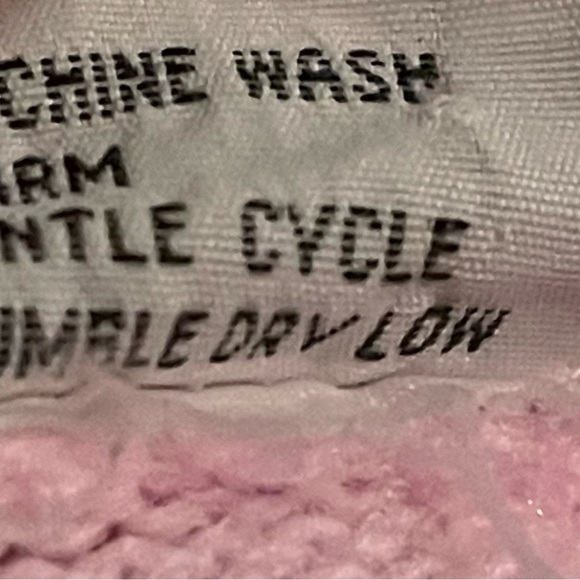 CHINE WASH
ARM
NTLE CYCLE
UMBLE DRY LOW